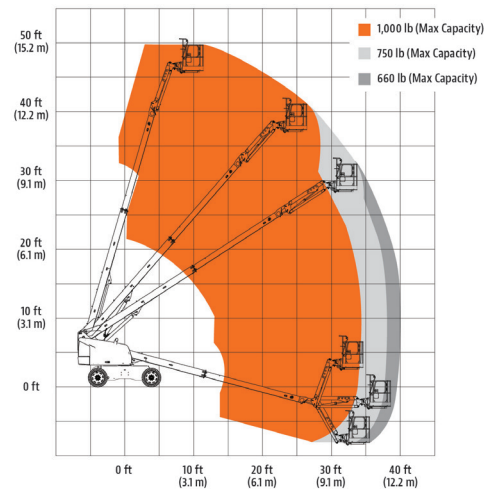 50 ft
(15.2 m)
1,000 lb (Max Capacity)
750 lb (Max Capacity)
660 lb (Max Capacity)
40 ft
(12.2 m)
30 ft
(9.1 m)
20 ft
(6.1 m)
10 ft
(3.1 m)
0 ft
0 ft
10 ft
(3.1 m)
20 ft
(6.1 m)
30 ft
(9.1 m)
40 ft
(12.2 m)